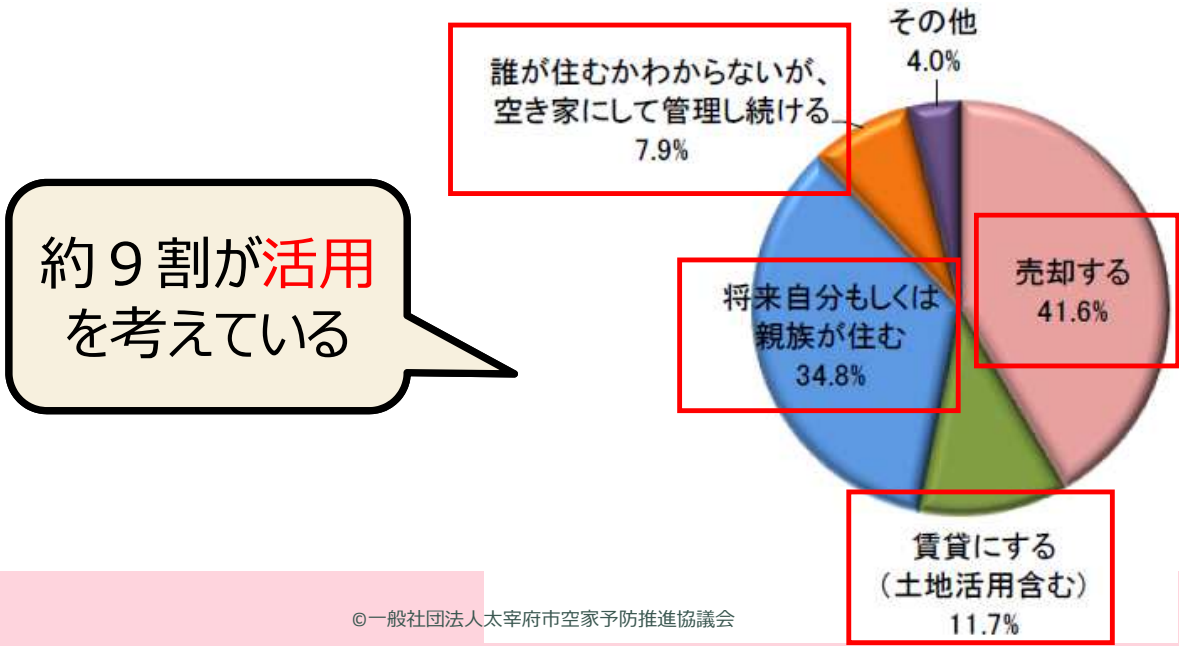 その他
4.0%
誰が住むかわからないが、
空き家にして管理し続ける
7.9%
約９割が活用
を考えている
売却する
41.6%
将来自分もしくは
親族が住む
34.8%
賃貸にする
（土地活用含む）
11.7%
©一般社団法人太宰府市空家予防推進協議会